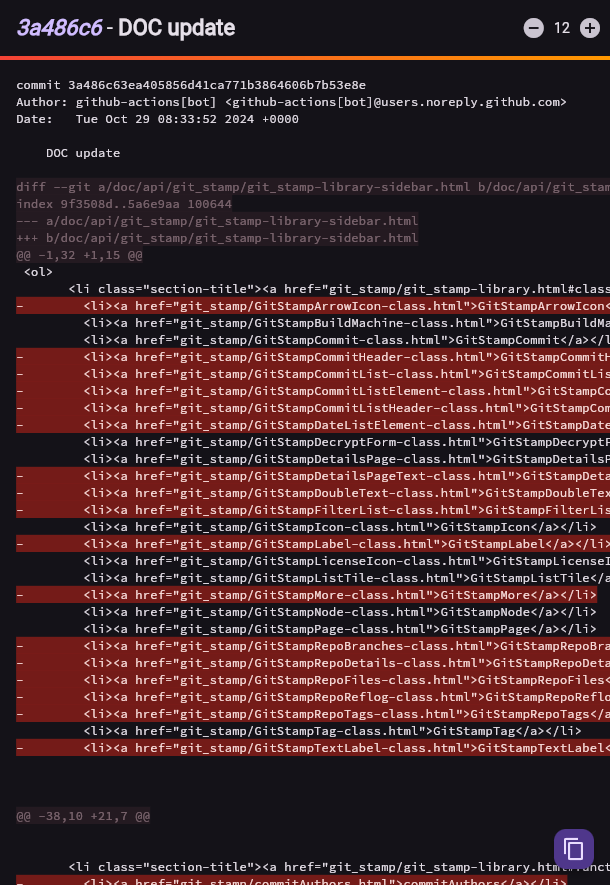 3a486c6 - DOC update
12
commit 3a486c63ea405856d41ca771b3864606b7b53e8e
Author: github-actions[bot] <github-actions[bot]@users.noreply.github.com>
Date:   Tue Oct 29 08:33:52 2024 +0000
DOC update
diff --git a/doc/api/git_stamp/git_stamp-library-sidebar.html b/doc/api/git_stam
index 9f3508d..5a6e9aa 100644
--- a/doc/api/git_stamp/git_stamp-library-sidebar.html
+++ b/doc/api/git_stamp/git_stamp-library-sidebar.html
@@ -1,32 +1,15 @@
<ol>
<li class="section-title"><a href="git_stamp/git_stamp-library.html#class
-        <li><a href="git_stamp/GitStampArrowIcon-class.html">GitStampArrowIcon<
<li><a href="git_stamp/GitStampBuildMachine-class.html">GitStampBuildMa
<li><a href="git_stamp/GitStampCommit-class.html">GitStampCommit</a></l
-        <li><a href="git_stamp/GitStampCommitHeader-class.html">GitStampCommitH
-        <li><a href="git_stamp/GitStampCommitList-class.html">GitStampCommitLis
-        <li><a href="git_stamp/GitStampCommitListElement-class.html">GitStampCo
-        <li><a href="git_stamp/GitStampCommitListHeader-class.html">GitStampCom
-        <li><a href="git_stamp/GitStampDateListElement-class.html">GitStampDate
<li><a href="git_stamp/GitStampDecryptForm-class.html">GitStampDecryptF
<li><a href="git_stamp/GitStampDetailsPage-class.html">GitStampDetailsP
-        <li><a href="git_stamp/GitStampDetailsPageText-class.html">GitStampDeta
-        <li><a href="git_stamp/GitStampDoubleText-class.html">GitStampDoubleTex
-        <li><a href="git_stamp/GitStampFilterList-class.html">GitStampFilterLis
<li><a href="git_stamp/GitStampIcon-class.html">GitStampIcon</a></li>
-        <li><a href="git_stamp/GitStampLabel-class.html">GitStampLabel</a></li>
<li><a href="git_stamp/GitStampLicenseIcon-class.html">GitStampLicenseI
<li><a href="git_stamp/GitStampListTile-class.html">GitStampListTile</a
-        <li><a href="git_stamp/GitStampMore-class.html">GitStampMore</a></li>
<li><a href="git_stamp/GitStampNode-class.html">GitStampNode</a></li>
<li><a href="git_stamp/GitStampPage-class.html">GitStampPage</a></li>
-        <li><a href="git_stamp/GitStampRepoBranches-class.html">GitStampRepoBra
-        <li><a href="git_stamp/GitStampRepoDetails-class.html">GitStampRepoDeta
-        <li><a href="git_stamp/GitStampRepoFiles-class.html">GitStampRepoFiles<
-        <li><a href="git_stamp/GitStampRepoReflog-class.html">GitStampRepoReflo
-        <li><a href="git_stamp/GitStampRepoTags-class.html">GitStampRepoTags</a
<li><a href="git_stamp/GitStampTag-class.html">GitStampTag</a></li>
-        <li><a href="git_stamp/GitStampTextLabel-class.html">GitStampTextLabel<
@@ -38,10 +21,7 @@
<li class="section-title"><a href="git_stamp/git_stamp-library.html
-        <li><a href="git_stamp/commitAuthors.html">commitAuthors</a></li>